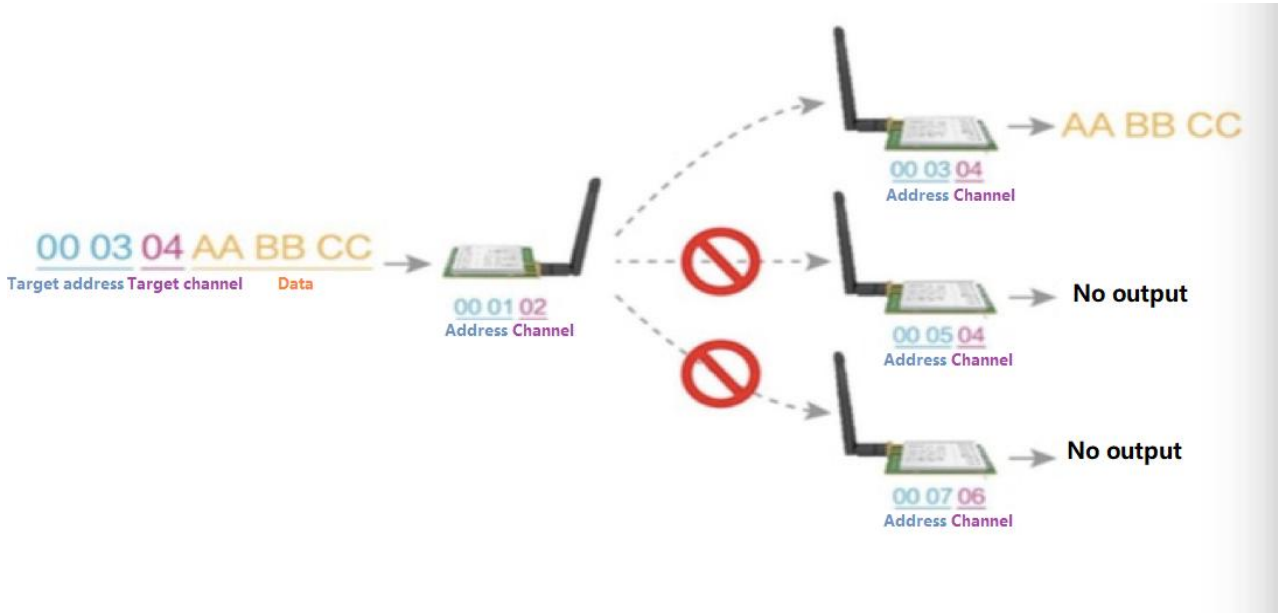 00 03 04 AA BB CC
Target address Target channel Data
00 01 02
Address Channel
AA BB CC
00 03 04
Address Channel
No output
00 05 04
Address Channel
No output
00 07 06
Address Channel